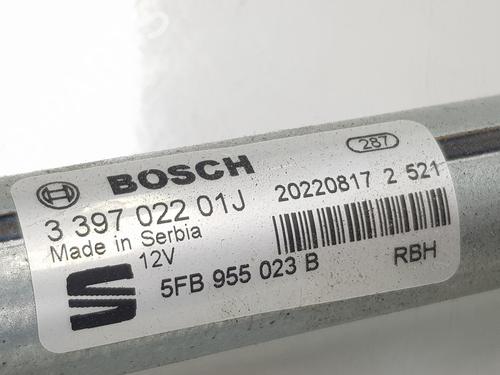 287
BOSCH
3 397 022 01J
20220817 2 521
Made in Serbia
12V
5FB 955 023 B
RBH